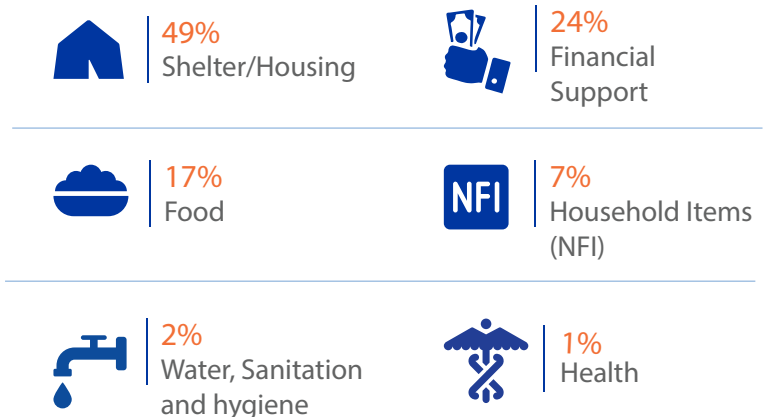 49%
Shelter/Housing
24%
Financial
Support
17%
Food
NFI
7%
Household Items
(NFI)
2%
Water, Sanitation
and hygiene
1%
Health